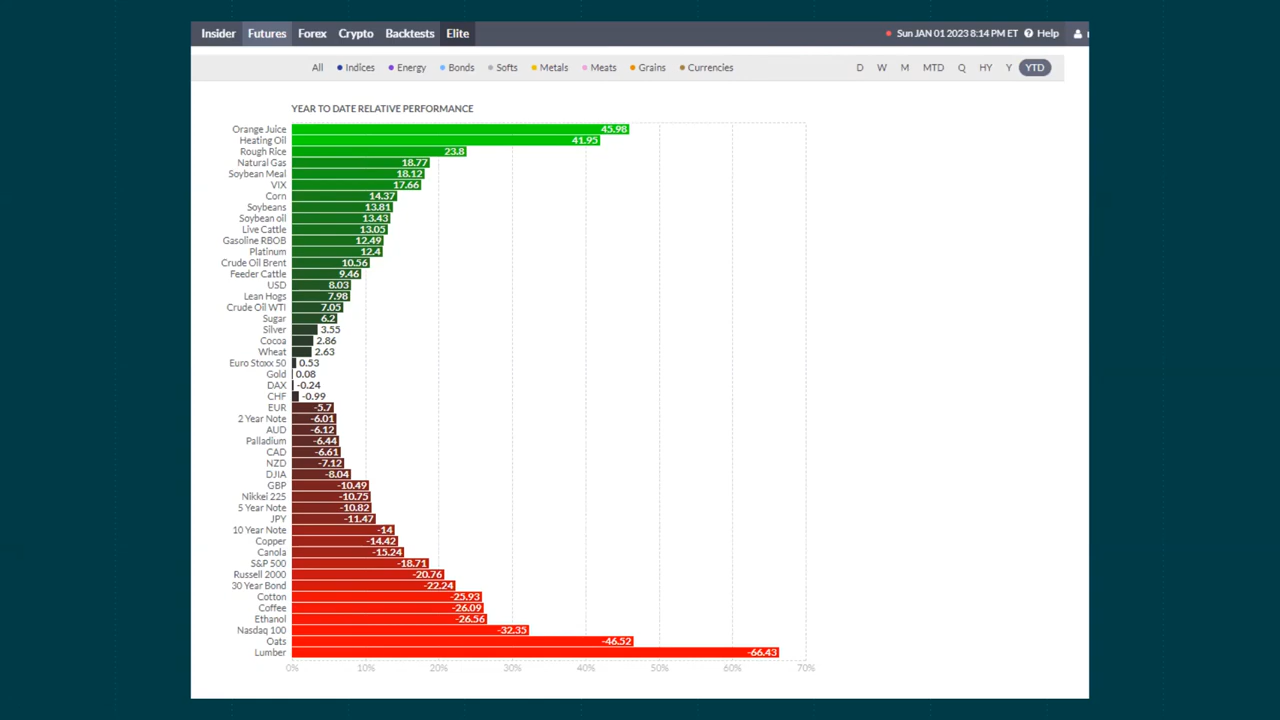 Insider Futures Forex Crypto Backtests Elite Sun JAN 01 2023 8:14 PM ET Help
All Indices Energy Bonds Softs Metals Meats Grains Currencies D W M MTD Q HY Y YTD
YEAR TO DATE RELATIVE PERFORMANCE
Orange Juice 45.98
Heating Oil 41.95
Rough Rice 23.8
Natural Gas 18.77
Soybean Meal 18.12
VIX 17.66
Corn 14.37
Soybeans 13.81
Soybean oil 13.43
Live Cattle 13.05
Gasoline RBOB 12.49
Platinum 12.4
Crude Oil Brent 10.56
Feeder Cattle 9.46
USD 8.03
Lean Hogs 7.98
Crude Oil WTI 7.05
Sugar 6.2
Silver 3.55
Cocoa 2.86
Wheat 2.63
Euro Stoxx 50 0.53
Gold 0.08
DAX -0.24
CHF -0.99
EUR -5.7
2 Year Note -6.01
AUD -6.12
Palladium -6.44
CAD -6.61
NZD -7.12
DJIA -8.04
GBP -10.49
Nikkei 225 -10.75
5 Year Note -10.82
JPY -11.47
10 Year Note -14
Copper -14.42
Canola -15.24
S&P 500 -18.71
Russell 2000 -20.76
30 Year Bond -22.24
Cotton -25.93
Coffee -26.09
Ethanol -26.56
Nasdaq 100 -32.35
Oats -46.52
Lumber -66.43
0% 10% 20% 30% 40% 50% 60% 70%